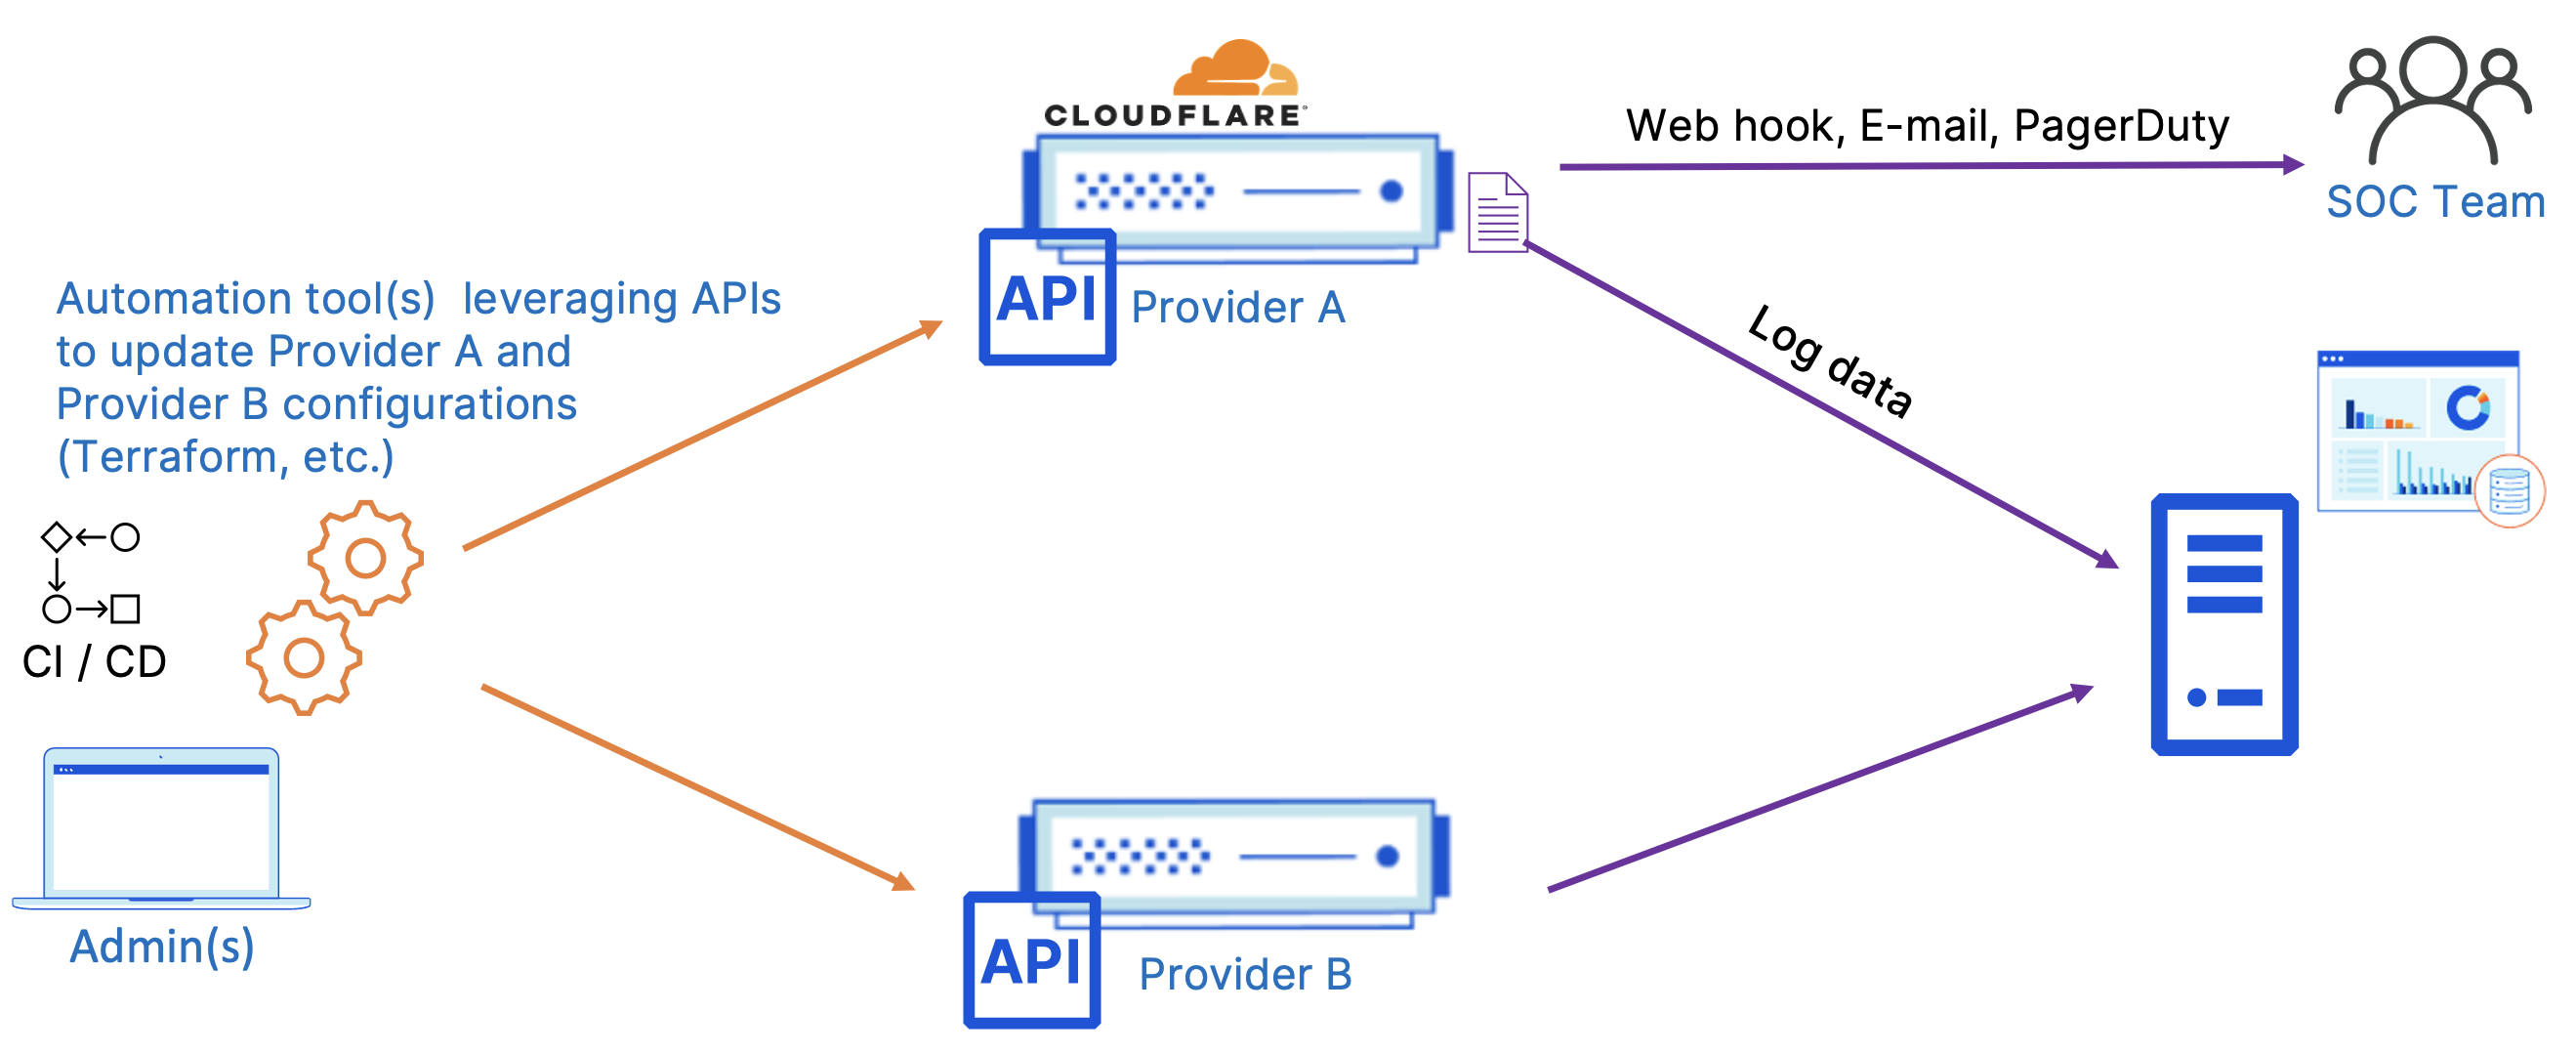 CLOUDFLARE
Web hook, E-mail, PagerDuty
SOC Team
API
Provider A
Automation tool(s)  leveraging APIs
to update Provider A and
Provider B configurations
(Terraform, etc.)
Log data
CI / CD
Admin(s)
API
Provider B